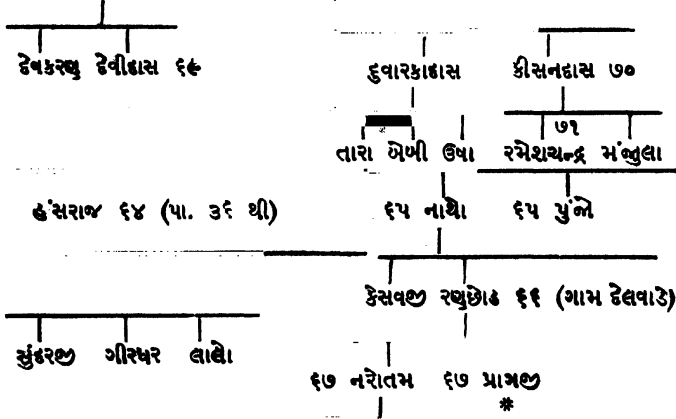 દેવકરણ દેવીદાસ ૬૯ દુવારકાદાસ કીસનદાસ ૭૦
૭૧
તારા બેબી ઉષા રમેશચન્દ્ર મંજુલા
હંસરાજ ૬૪ (પા. ૩૬ થી) ૬૫ નાથો ૬૫ પુંજો
કેસવજી રણછોડ ૬૬ (ગામ દેલવાડે)
સુંદરજી ગીરધર લાલો
૬૭ નરોતમ ૬૭ પ્રાગજી
*